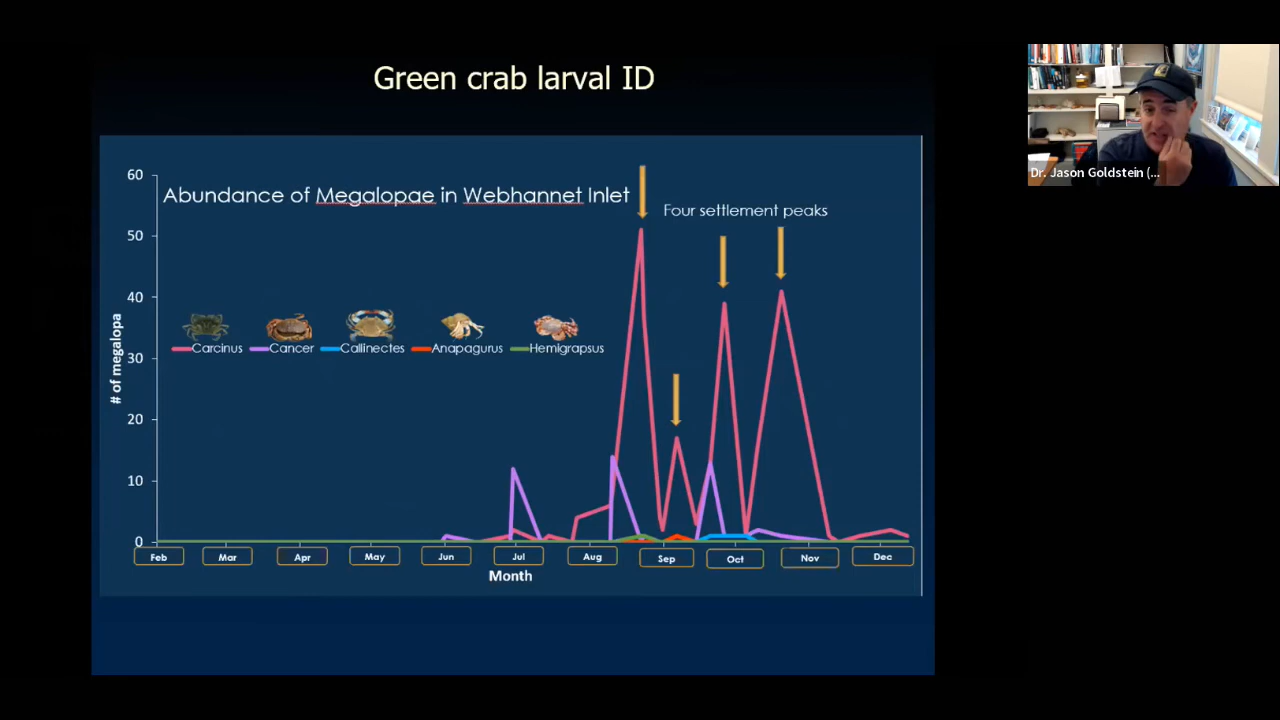 Green crab larval ID
Abundance of Megalopae in Webhannet Inlet
Four settlement peaks
60
50
40
30
20
10
0
# of megalopa
Carcinus Cancer Callinectes Anapagurus Hemigrapsus
Feb Mar Apr May Jun Jul Aug Sep Oct Nov Dec
Month
Dr. Jason Goldstein (...